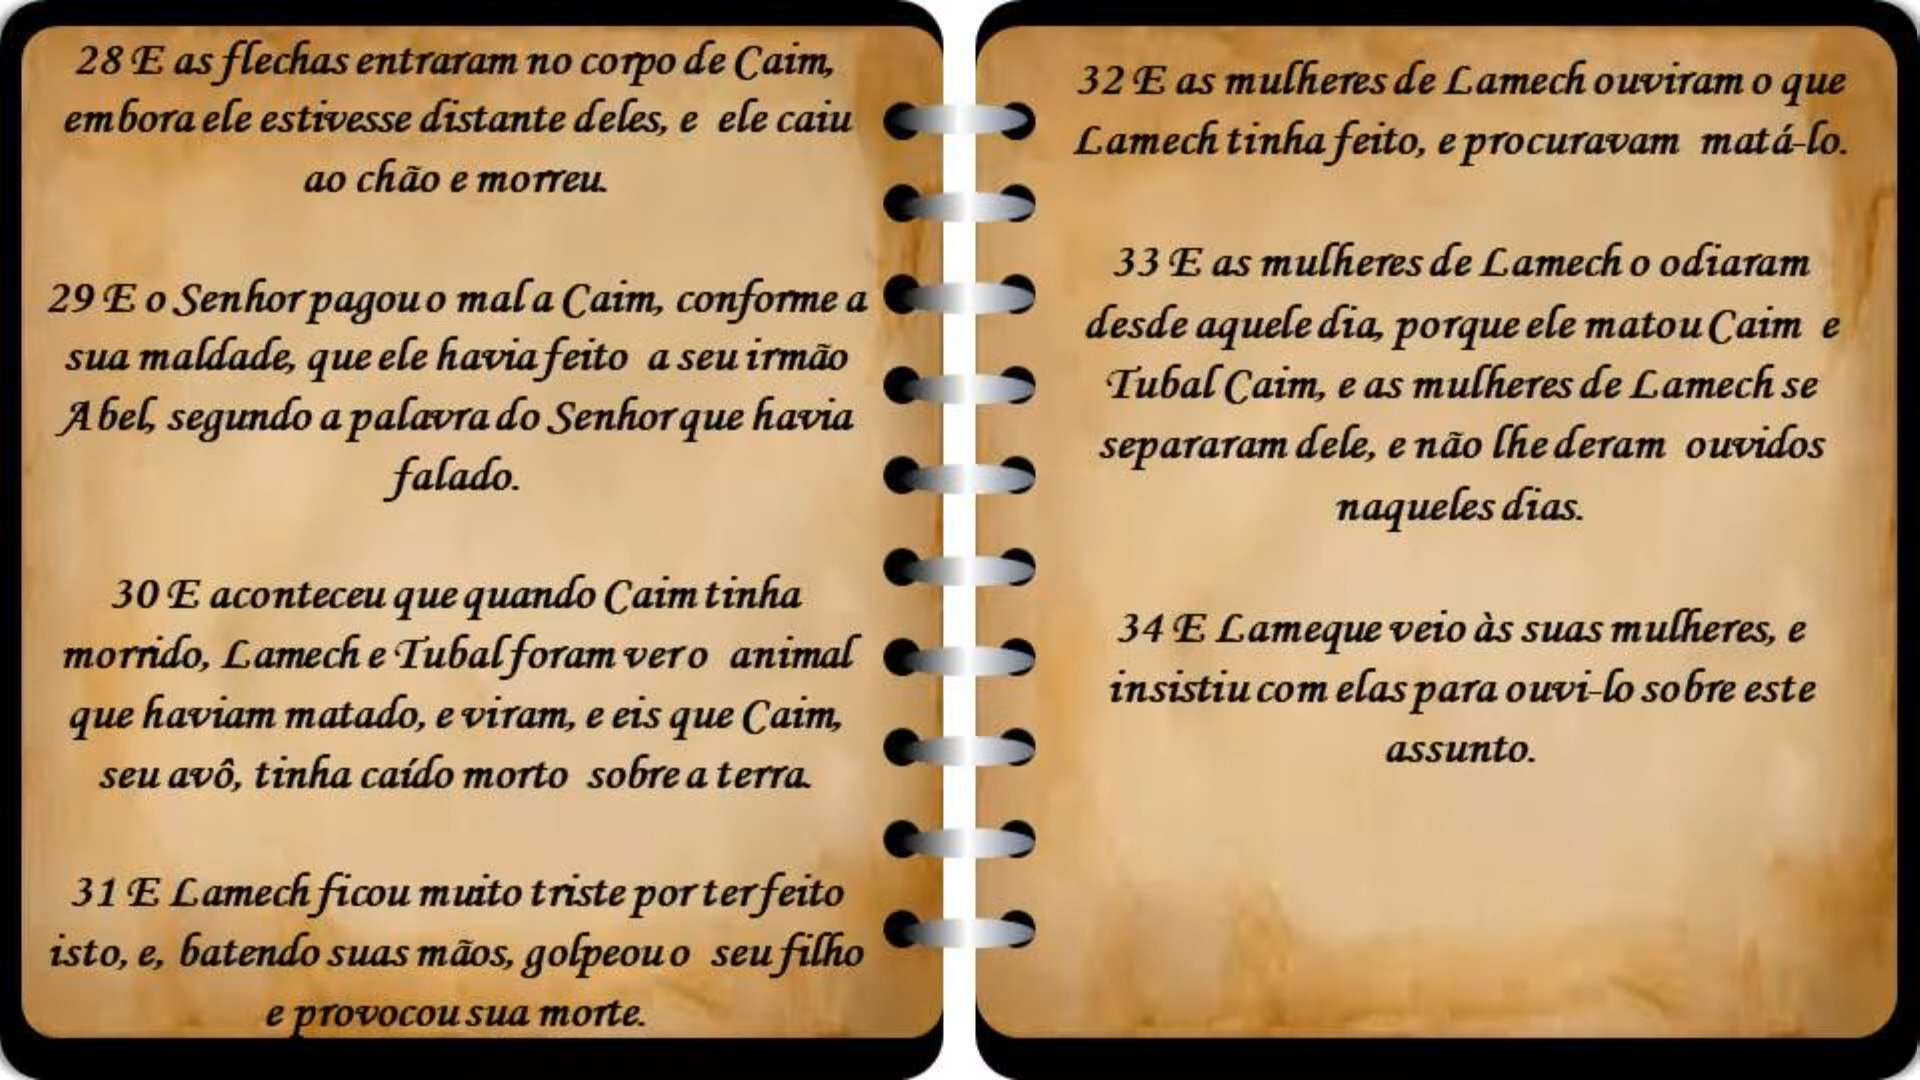 28 E as flechas entraram no corpo de Caim,
embora ele estivesse distante deles, e ele caiu
ao chão e morreu.
29 E o Senhor pagou o mal a Caim, conforme a
sua maldade, que ele havia feito a seu irmão
Abel, segundo a palavra do Senhor que havia
falado.
30 E aconteceu que quando Caim tinha
morrido, Lamech e Tubal foram ver o animal
que haviam matado, e viram, e eis que Caim,
seu avô, tinha caído morto sobre a terra.
31 E Lamech ficou muito triste por ter feito
isto, e, batendo suas mãos, golpeou o seu filho
e provocou sua morte.
32 E as mulheres de Lamech ouviram o que
Lamech tinha feito, e procuravam matá-lo.
33 E as mulheres de Lamech o odiaram
desde aquele dia, porque ele matou Caim e
Tubal Caim, e as mulheres de Lamech se
separaram dele, e não lhe deram ouvidos
naqueles dias.
34 E Lameque veio às suas mulheres, e
insistiu com elas para ouvi-lo sobre este
assunto.